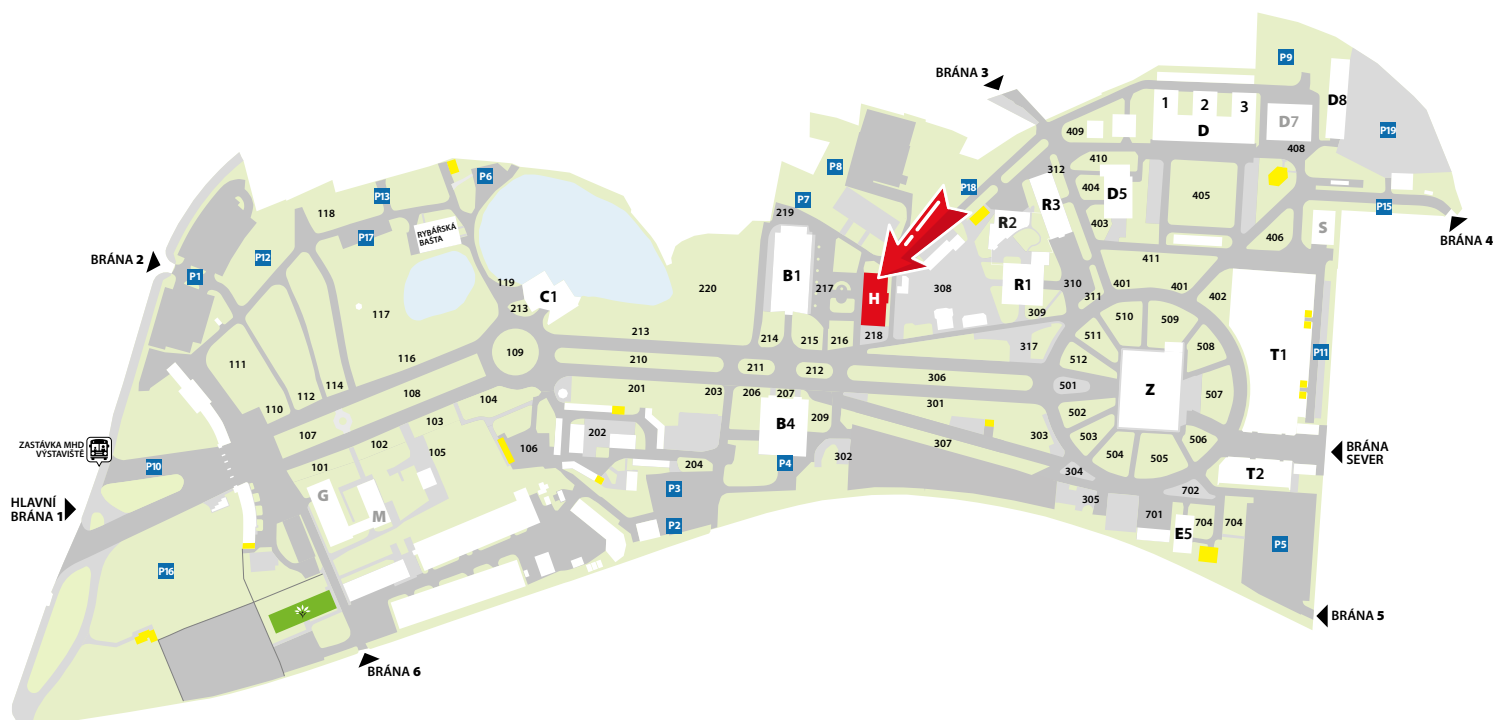 P9
BRÁNA 3
D8
1
2
3
D7
P19
D
409
408
410
312
P8
P18
404
D5
405
P6
P13
P7
R3
P15
118
219
R2
403
406
S
BRÁNA 4
P17
RYBÁŘSKÁ
BAŠTA
P12
BRÁNA 2
P1
411
B1
119
C1
217
H
308
R1
310
401
401
402
220
311
213
117
309
510
509
213
214
215
216
218
317
511
508
T1
P11
116
109
210
211
212
306
512
Z
111
114
112
108
201
203
206
207
301
501
507
110
104
209
502
107
103
B4
102
202
106
303
503
506
307
ZASTÁVKA MHD
VÝSTAVIŠTĚ
105
302
504
505
BRÁNA
SEVER
P10
101
204
P4
304
T2
HLAVNÍ
BRÁNA 1
G
M
P3
305
702
P2
701
E5
704
704
P5
P16
BRÁNA 5
BRÁNA 6